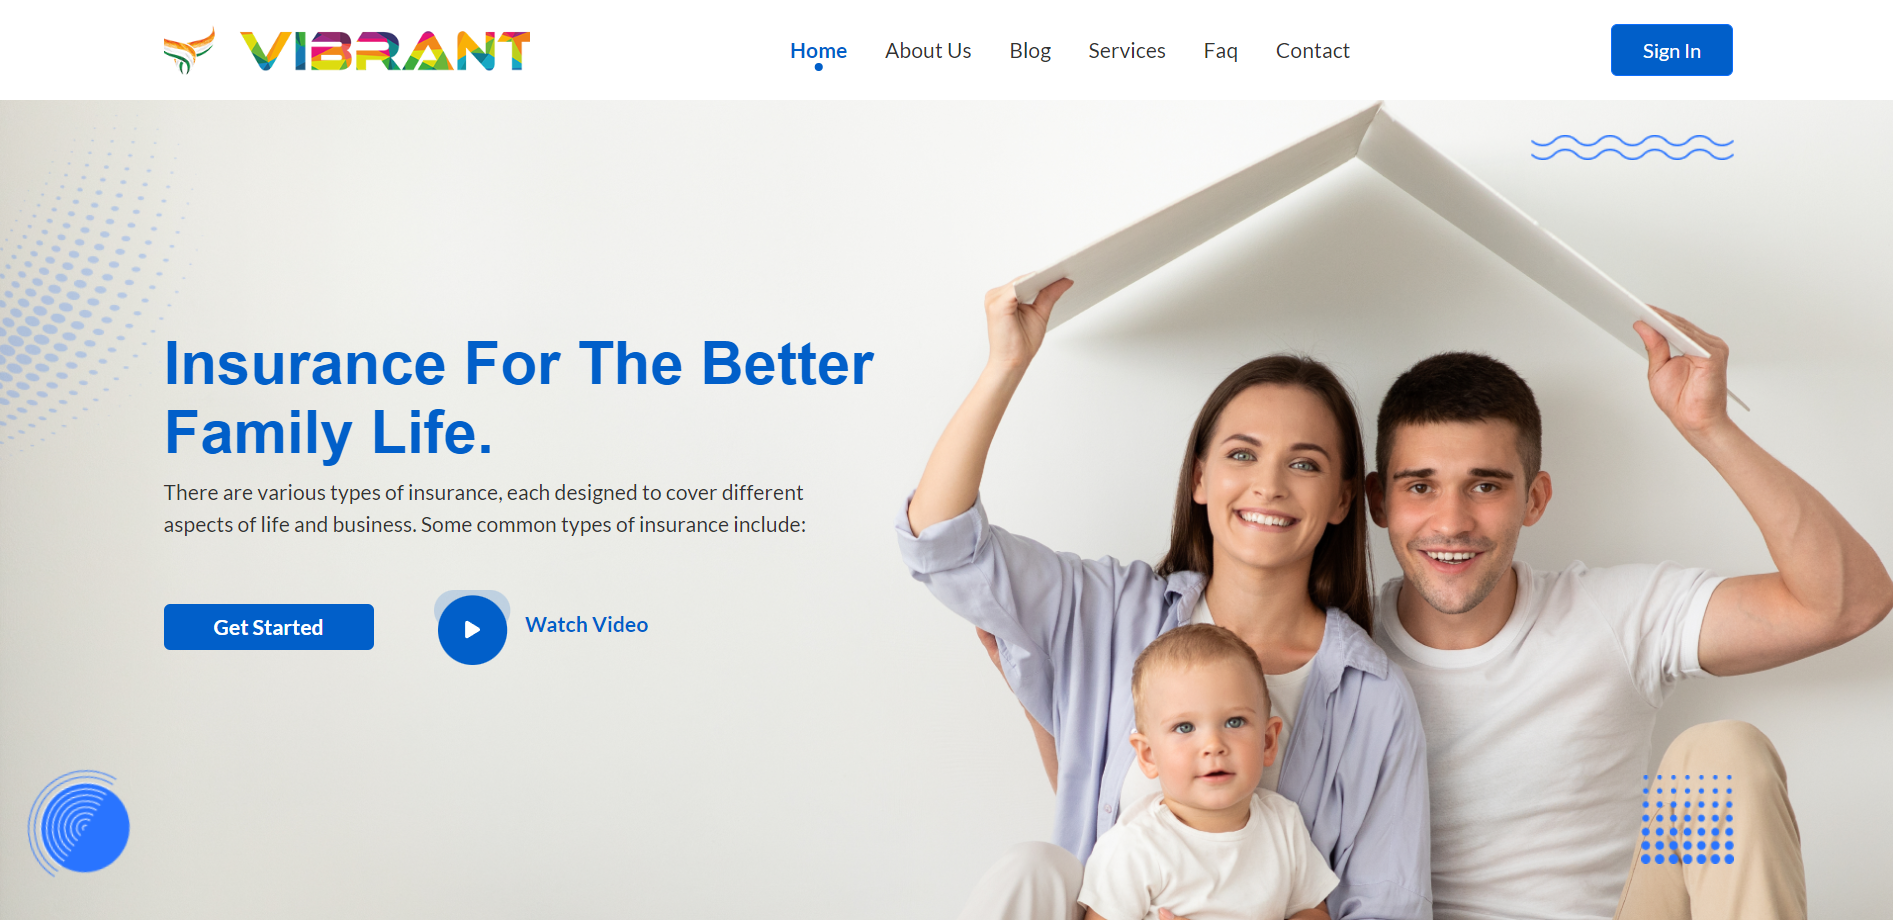 VIBRANT
Home About Us Blog Services Faq Contact
Sign In
Insurance For The Better
Family Life.
There are various types of insurance, each designed to cover different
aspects of life and business. Some common types of insurance include:
Get Started
Watch Video